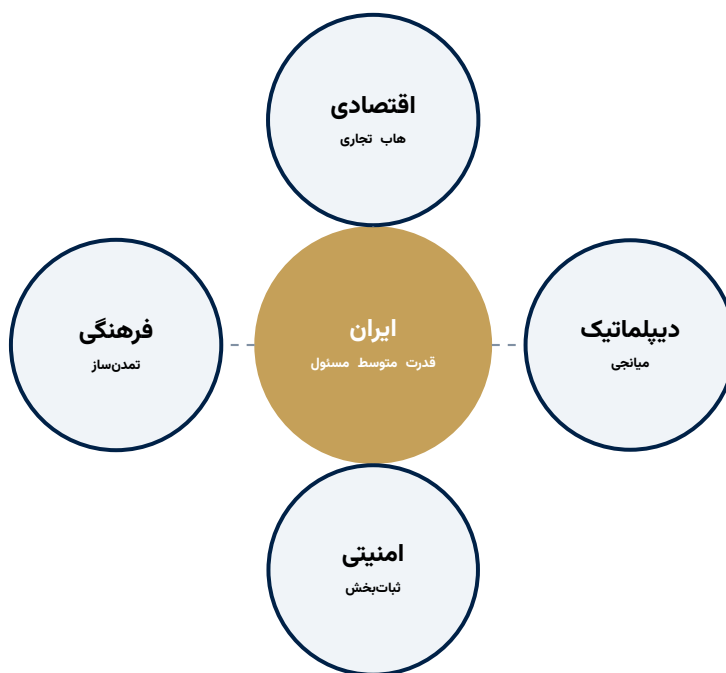 اقتصادی
هاب تجاری
دیپلماتیک
میانجی
ایران
قدرت متوسط مسئول
فرهنگی
تمدن‌ساز
امنیتی
ثبات‌بخش